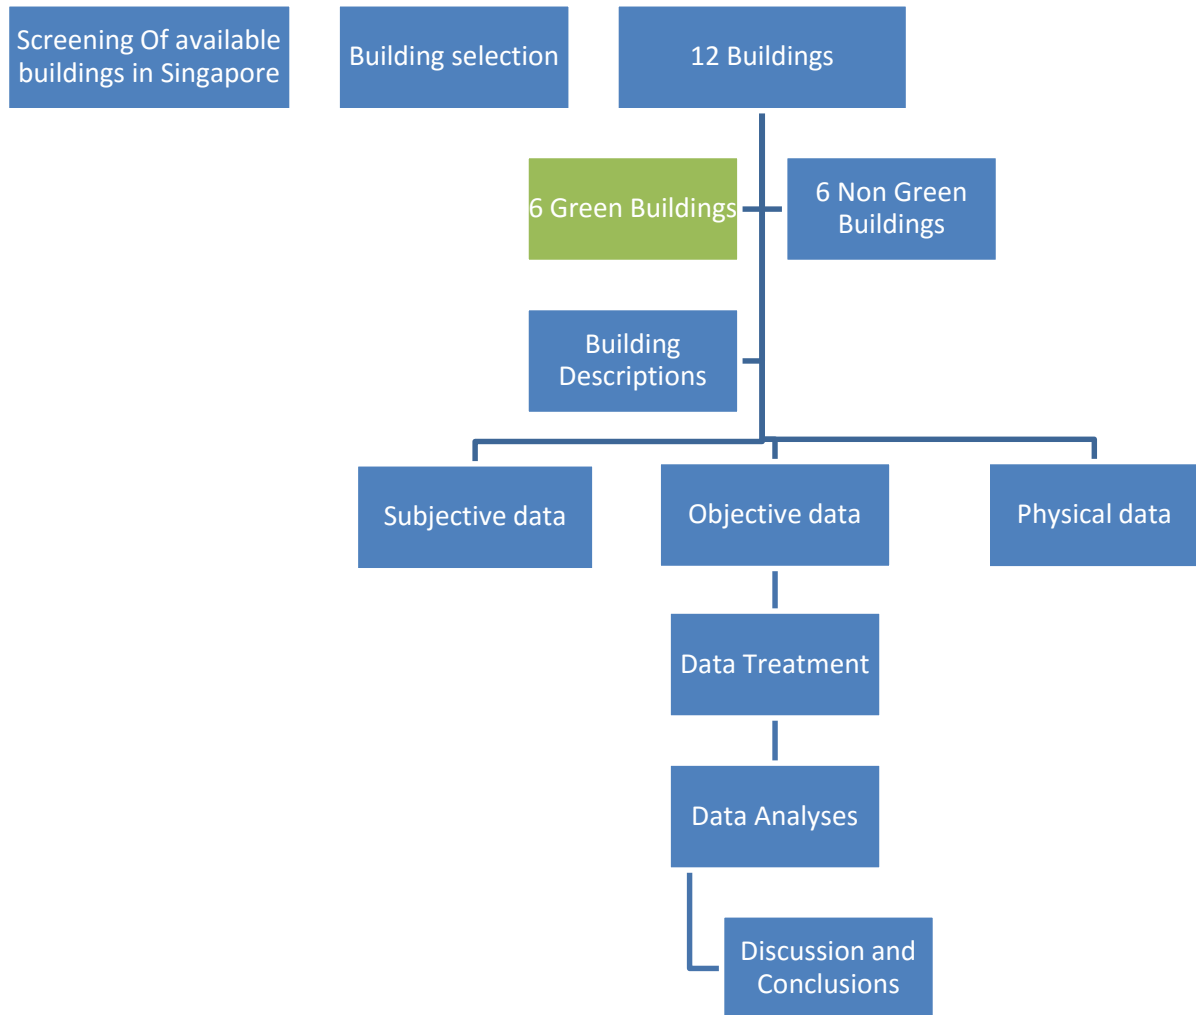 Screening Of available
buildings in Singapore
Building selection
12 Buildings
6 Green Buildings
6 Non Green
Buildings
Building
Descriptions
Subjective data
Objective data
Physical data
Data Treatment
Data Analyses
Discussion and
Conclusions